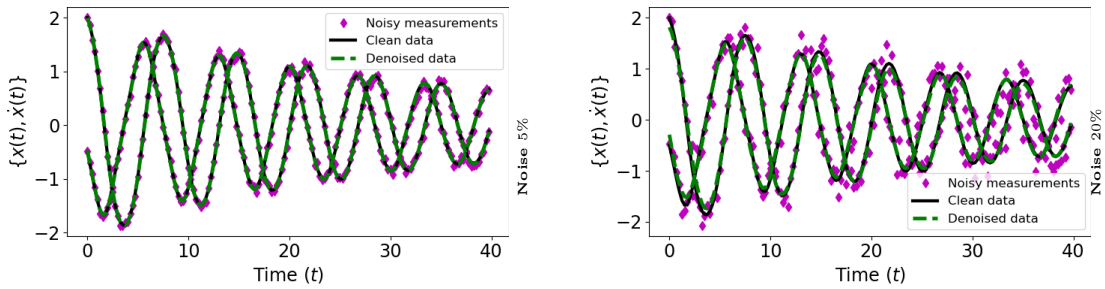 2
1
0
−1
−2
{x(t), ẋ(t)}
0
10
20
30
40
Time (t)
Noisy measurements
Clean data
Denoised data
Noise 5%
2
1
0
−1
−2
{x(t), ẋ(t)}
0
10
20
30
40
Time (t)
Noisy measurements
Clean data
Denoised data
Noise 20%